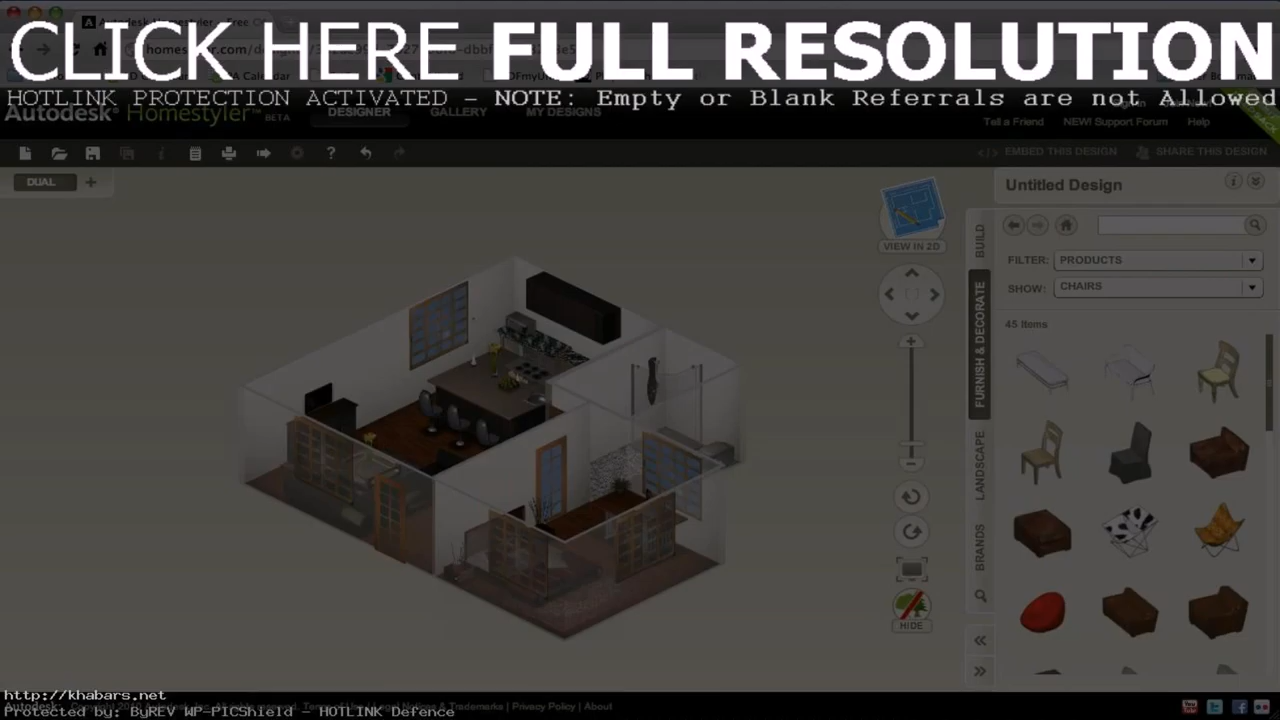 Autodesk Homestyler - Free
CLICK HERE FULL RESOLUTION
HOTLINK PROTECTION ACTIVATED - NOTE: Empty or Blank Referrals are not Allowed
Autodesk® Homestyler™ BETA
DESIGNER GALLERY MY DESIGNS
Tell a Friend NEW! Support Forum Help
? EMBED THIS DESIGN SHARE THIS DESIGN
DUAL +
Untitled Design
VIEW IN 2D
BUILD
FILTER: PRODUCTS
SHOW: CHAIRS
FURNISH & DECORATE
45 Items
LANDSCAPE
BRANDS
HIDE
http://khabars.net
Privacy Policy | About
Protected by: ByREV WP-PICShield - HOTLINK Defence